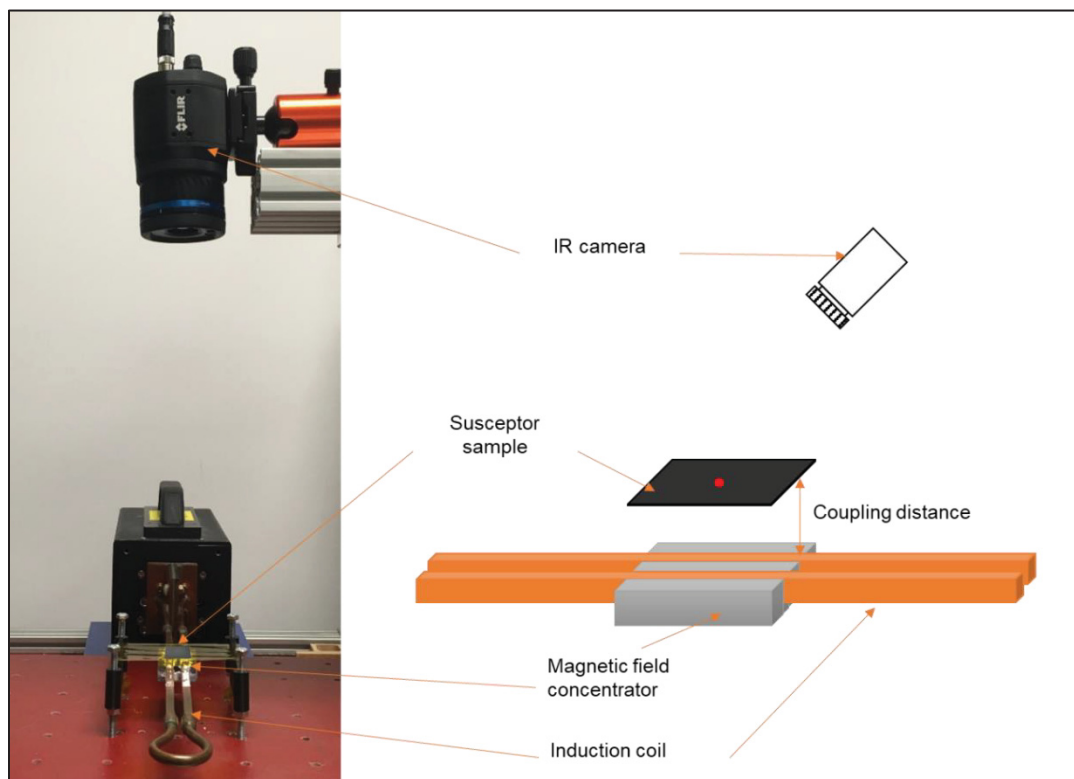 FLIR
IR camera
Susceptor
sample
Coupling distance
Magnetic field
concentrator
Induction coil